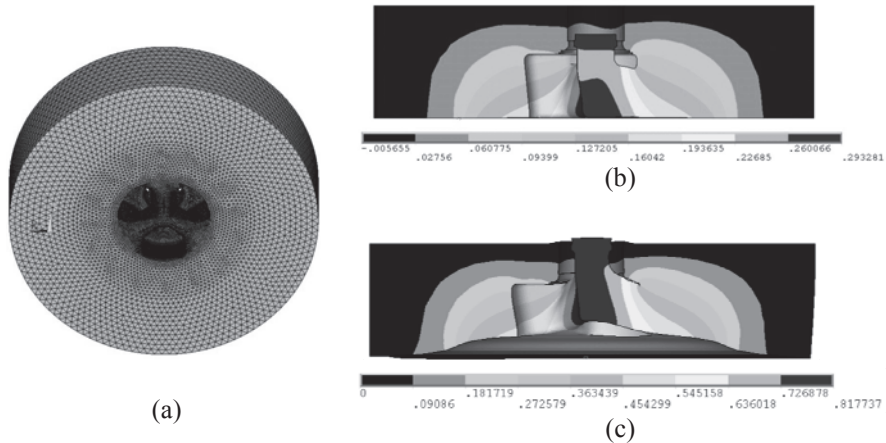 -.005655 .060775 .127205 .193635 .260066
.02756 .09399 .16042 .22685 .293281
(b)
0 .181719 .363439 .545158 .726878
.09086 .272579 .454299 .636018 .817737
(a)
(c)